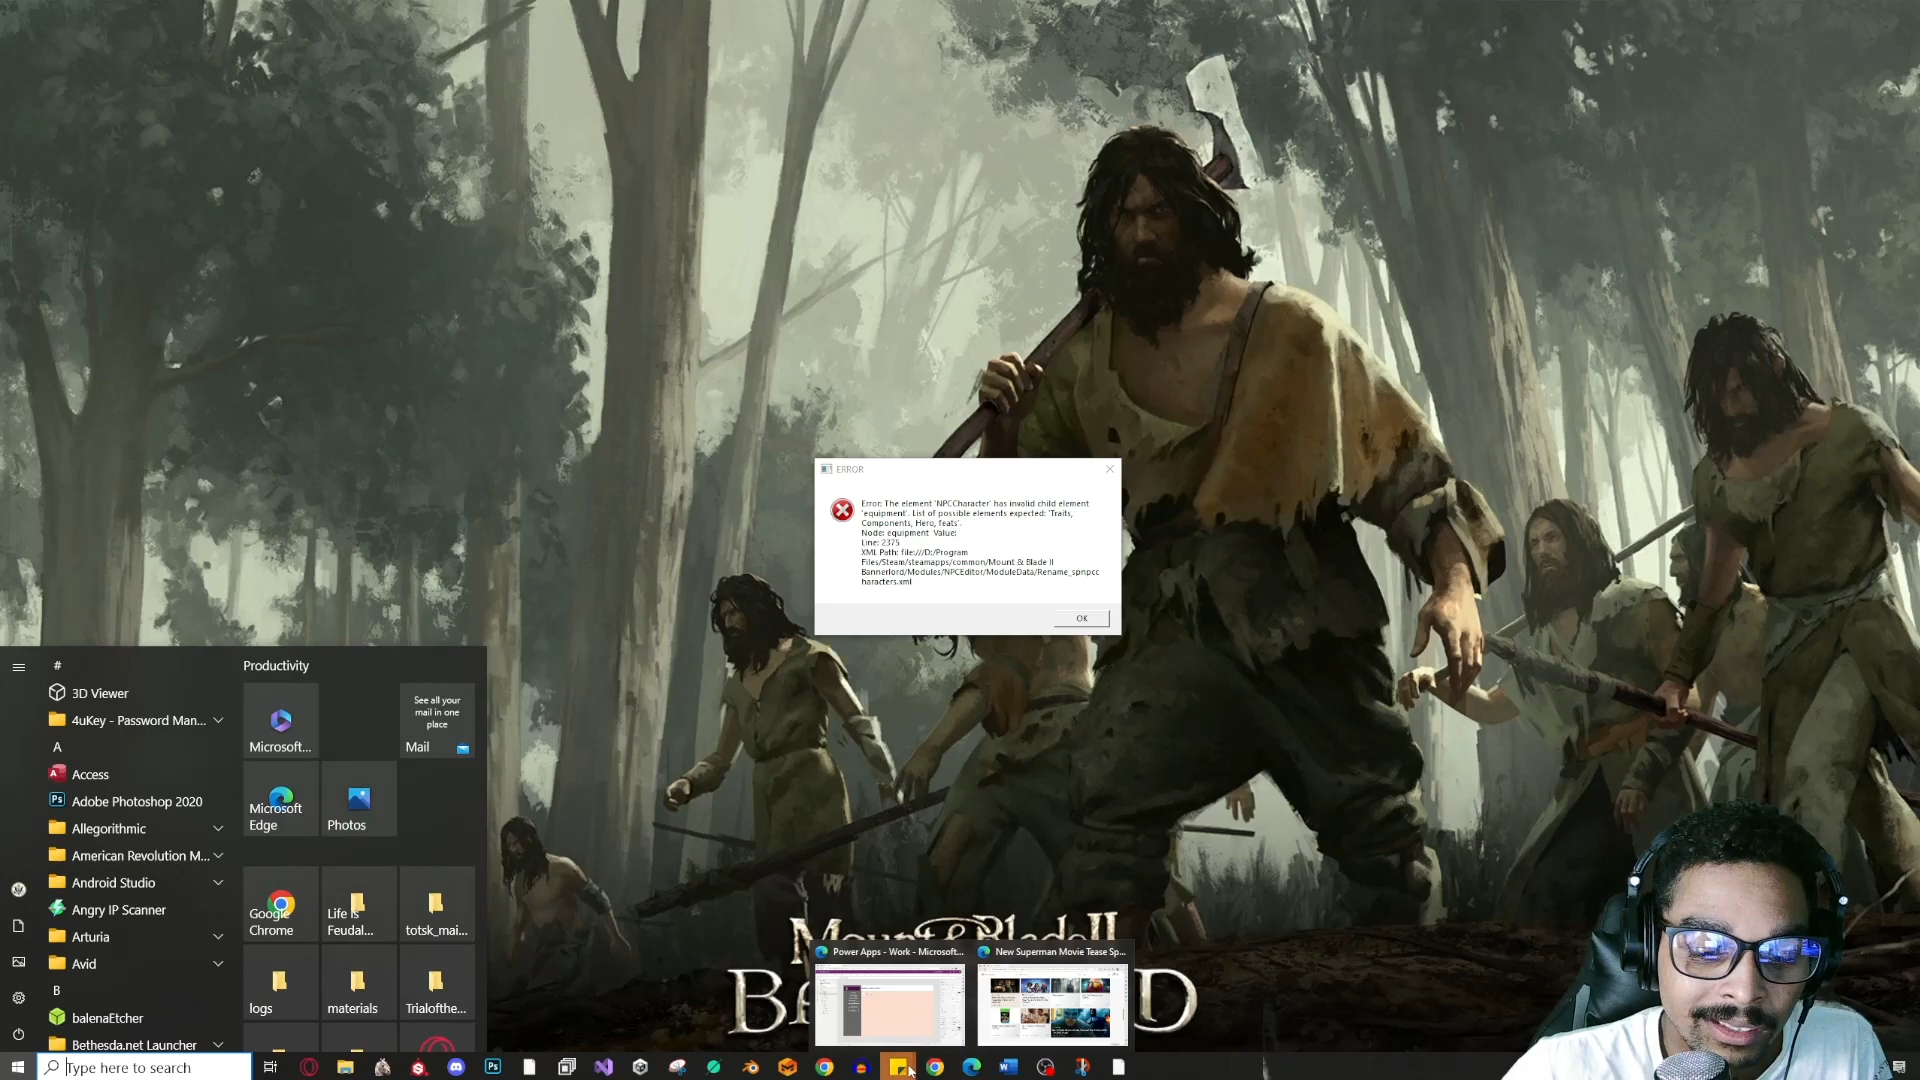 ERROR
Error: The element 'NPCCharacter' has invalid child element
'equipment'. List of possible elements expected: 'Traits,
Components, Hero, feats'.
Node: equipment Value:
Line: 2375
XML Path: file:///D:/Program
Files/Steam/steamapps/common/Mount & Blade II
Bannerlord/Modules/NPCEditor/ModuleData/Rename_spnpcc
haracters.xml
OK
#
3D Viewer
4uKey - Password Man...
A
Access
Adobe Photoshop 2020
Allegorithmic
American Revolution M...
Android Studio
Angry IP Scanner
Arturia
Avid
B
balenaEtcher
Bethesda.net Launcher
Productivity
Microsoft...
See all your
mail in one
place
Mail
Microsoft
Edge
Photos
Google
Chrome
Life is
Feudal...
totsk_mai...
logs
materials
Trialofthe...
Mount & Blade II
Power Apps - Work - Microsoft...
New Superman Movie Tease Sp...
Type here to search